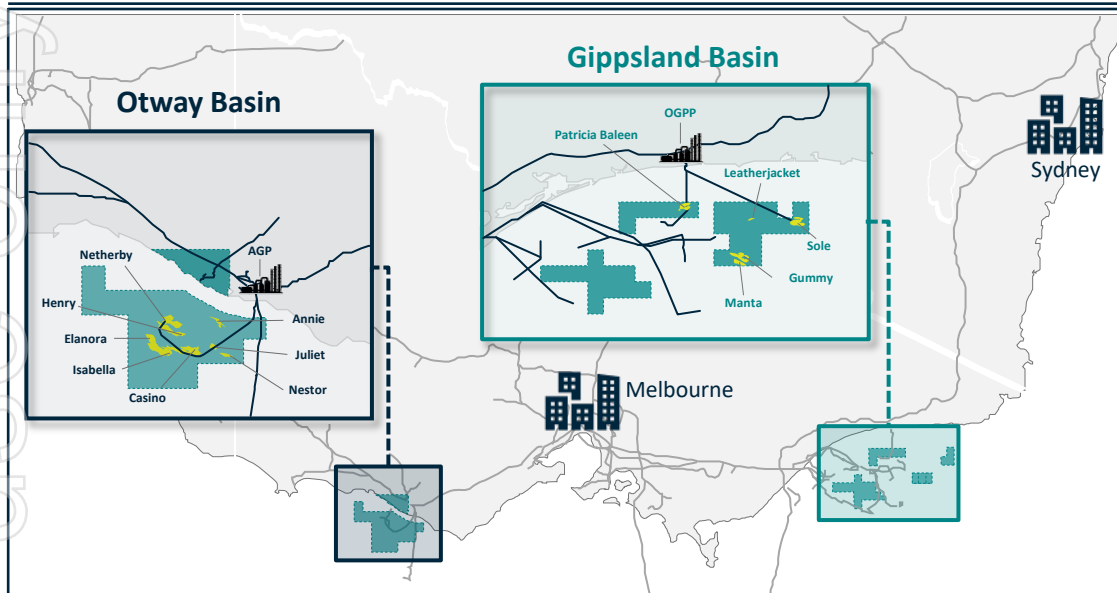 Gippsland Basin
Otway Basin
OGPP
Patricia Baleen
Leatherjacket
Sole
Gummy
Manta
Sydney
AGP
Netherby
Henry
Annie
Elanora
Juliet
Isabella
Nestor
Casino
Melbourne